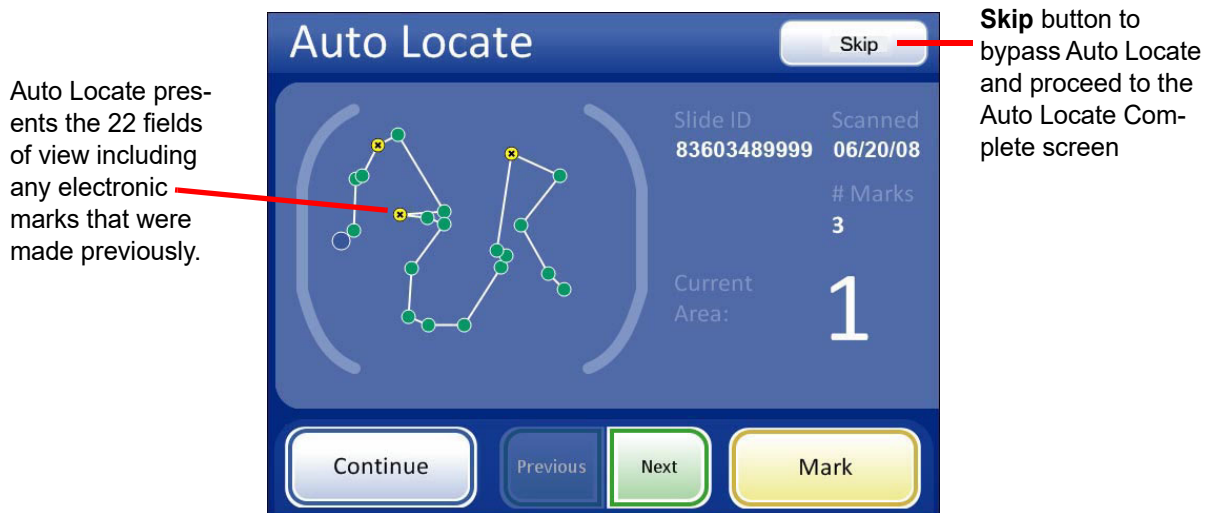 Auto Locate pres-
ents the 22 fields
of view including
any electronic
marks that were
made previously.
Auto Locate
Skip
Slide ID
Scanned
83603489999
06/20/08
# Marks
3
Current
Area:
1
Continue
Previous
Next
Mark
Skip button to
bypass Auto Locate
and proceed to the
Auto Locate Com-
plete screen